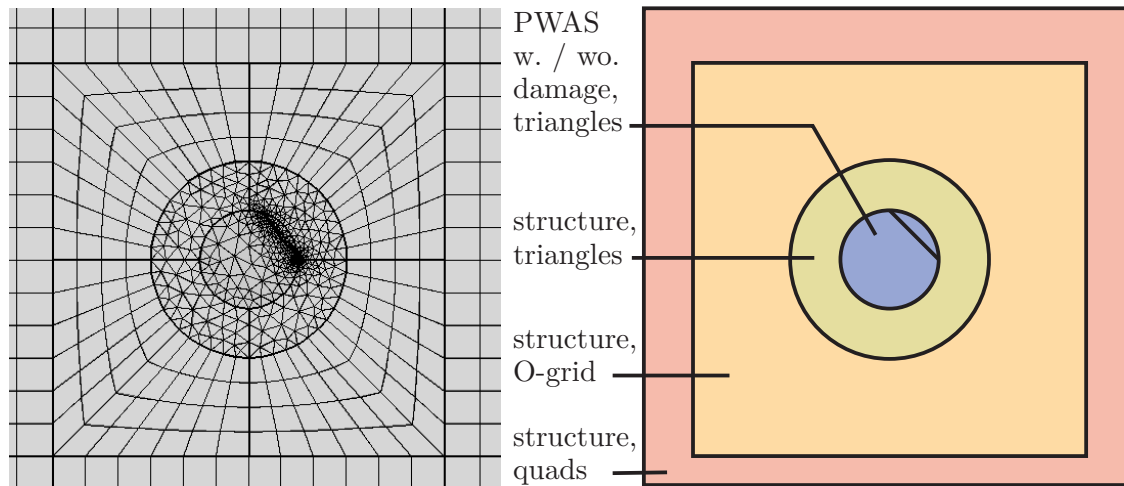 PWAS
w. / wo.
damage,
triangles
structure,
triangles
structure,
O-grid
structure,
quads